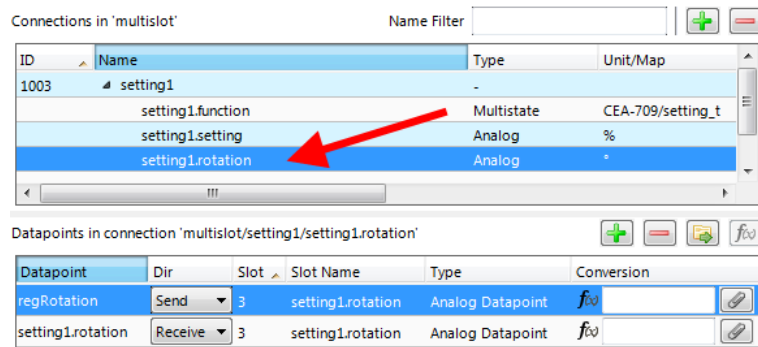 Connections in 'multislot' Name Filter
ID Name Type Unit/Map
1003 setting1 -
setting1.function Multistate CEA-709/setting_t
setting1.setting Analog %
setting1.rotation Analog °
Datapoints in connection 'multislot/setting1/setting1.rotation' f(x)
Datapoint Dir Slot Slot Name Type Conversion
regRotation Send 3 setting1.rotation Analog Datapoint f(x)
setting1.rotation Receive 3 setting1.rotation Analog Datapoint f(x)